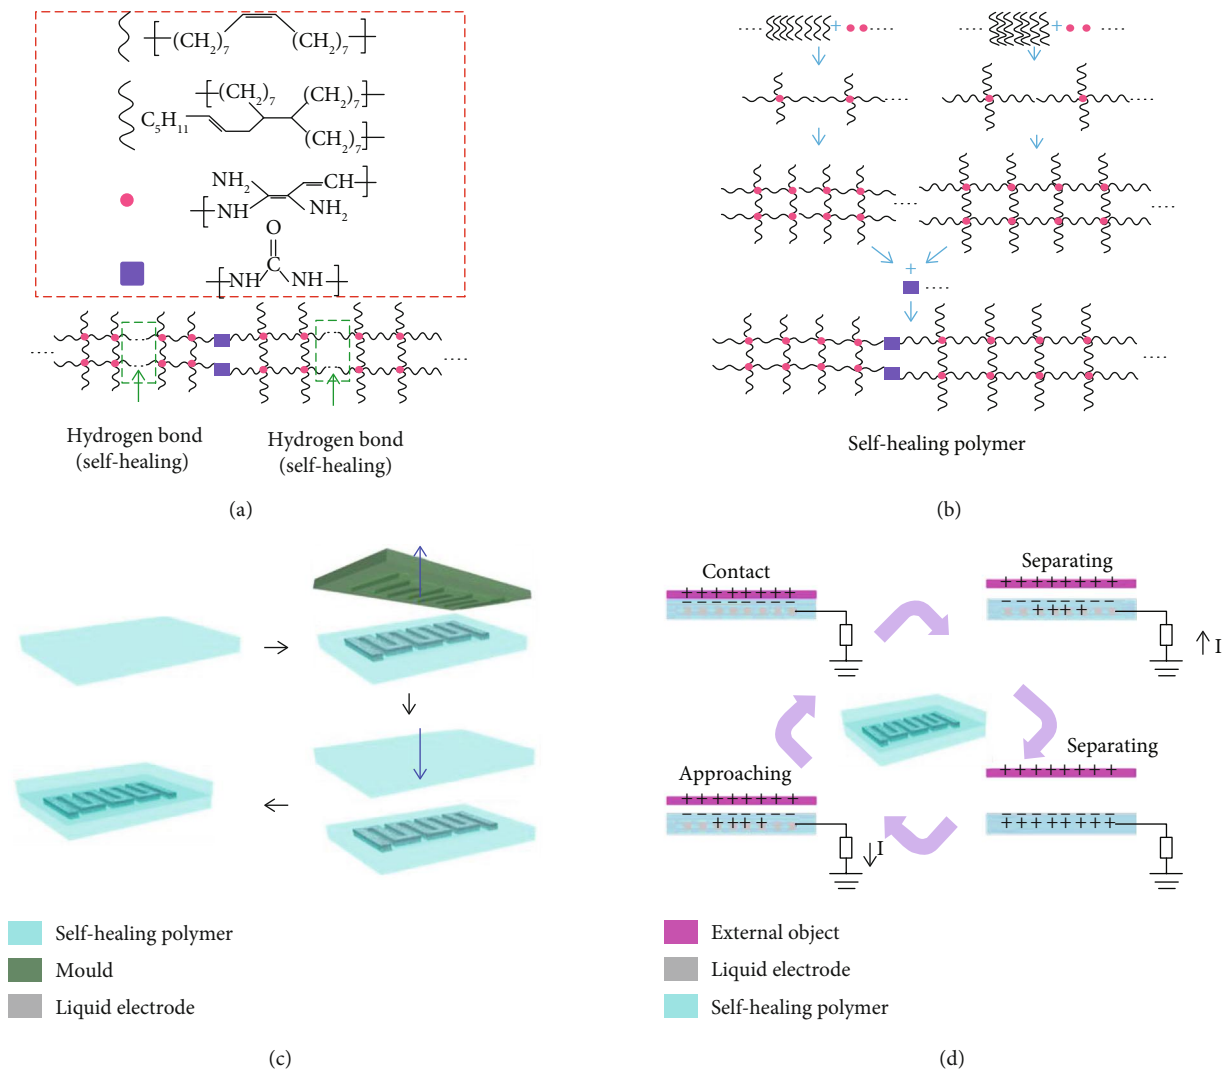 (CH₂)₇
(CH₂)₇
(CH₂)₇
(CH₂)₇
C₅H₁₁
(CH₂)₇
NH₂
CH
NH
NH₂
O
C
NH
NH
....
....
Hydrogen bond
(self-healing)
Hydrogen bond
(self-healing)
(a)
....
+
....
....
+
....
....
....
....
....
+
....
....
....
Self-healing polymer
(b)
Self-healing polymer
Mould
Liquid electrode
(c)
Contact
+ + + + + + + +
− − − − − − − −
Separating
+ + + + + + + +
− − − − − − − −
+ + + +
I
Separating
+ + + + + + + +
− − − − − − − −
+ + + + + + + +
Approaching
+ + + + + + + +
− − − − − − − −
+ + + +
I
External object
Liquid electrode
Self-healing polymer
(d)